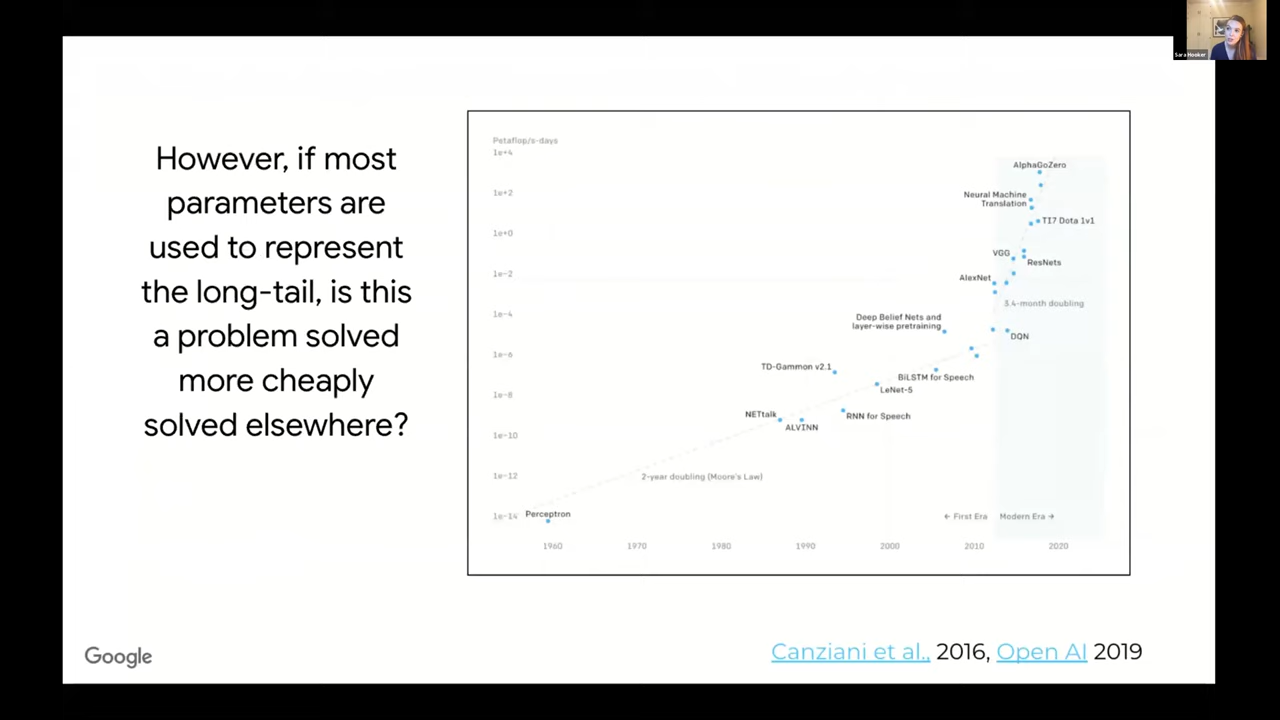 Sara Hooker
However, if most
parameters are
used to represent
the long-tail, is this
a problem solved
more cheaply
solved elsewhere?
Petaflop/s-days
1e+4
1e+2
1e+0
1e-2
1e-4
1e-6
1e-8
1e-10
1e-12
1e-14
AlphaGoZero
Neural Machine
Translation
TI7 Dota 1v1
VGG
ResNets
AlexNet
3.4-month doubling
Deep Belief Nets and
layer-wise pretraining
DQN
TD-Gammon v2.1
BiLSTM for Speech
LeNet-5
NETtalk
RNN for Speech
ALVINN
2-year doubling (Moore's Law)
Perceptron
← First Era
Modern Era →
1960
1970
1980
1990
2000
2010
2020
Google
Canziani et al., 2016, Open AI 2019